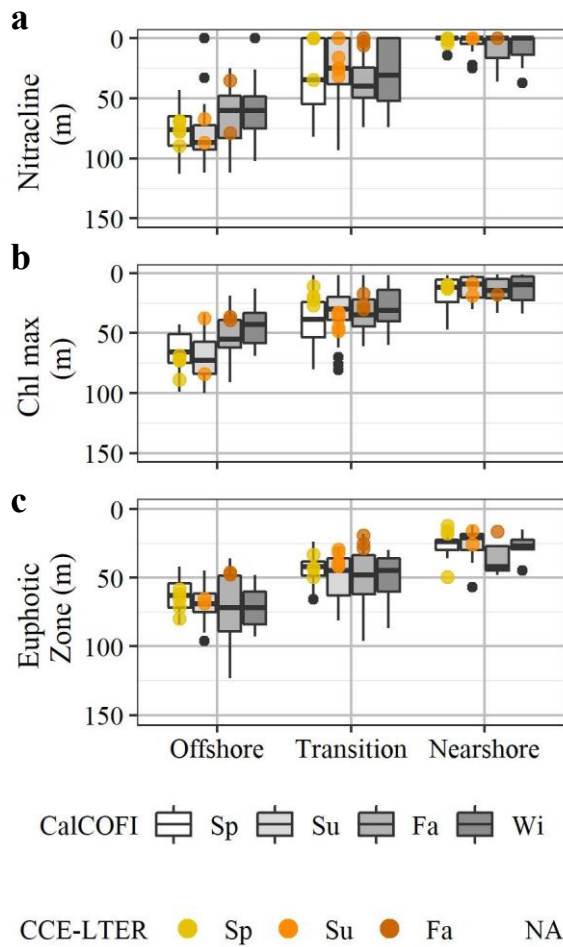 a
0
50
100
150
Nitracline
(m)
b
0
50
100
150
Chl max
(m)
c
0
50
100
150
Euphotic
Zone (m)
Offshore Transition Nearshore
CalCOFI Sp Su Fa Wi
CCE-LTER Sp Su Fa NA